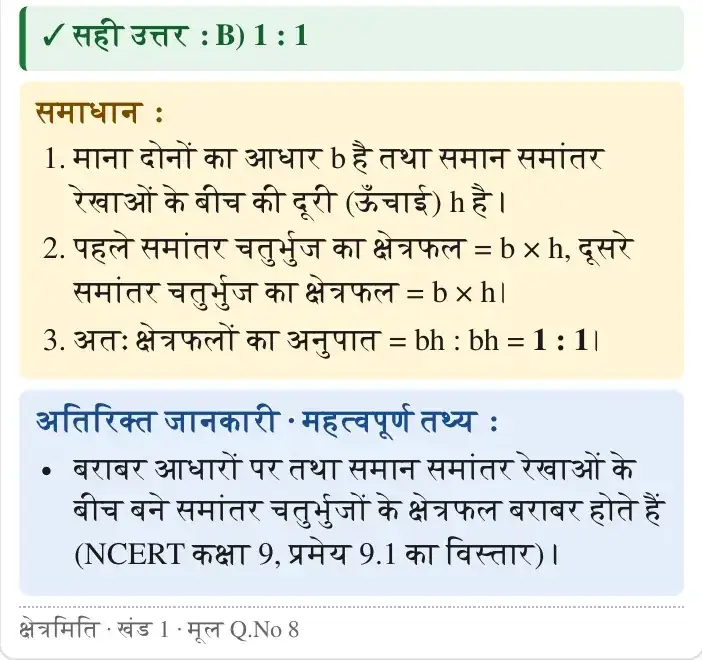 ✓ सही उत्तर : B) 1 : 1
समाधान :
1. माना दोनों का आधार b है तथा समान समांतर
रेखाओं के बीच की दूरी (ऊँचाई) h है।
2. पहले समांतर चतुर्भुज का क्षेत्रफल = b × h, दूसरे
समांतर चतुर्भुज का क्षेत्रफल = b × h।
3. अतः क्षेत्रफलों का अनुपात = bh : bh = 1 : 1।
अतिरिक्त जानकारी · महत्वपूर्ण तथ्य :
• बराबर आधारों पर तथा समान समांतर रेखाओं के
बीच बने समांतर चतुर्भुजों के क्षेत्रफल बराबर होते हैं
(NCERT कक्षा 9, प्रमेय 9.1 का विस्तार)।
क्षेत्रमिति · खंड 1 · मूल Q.No 8